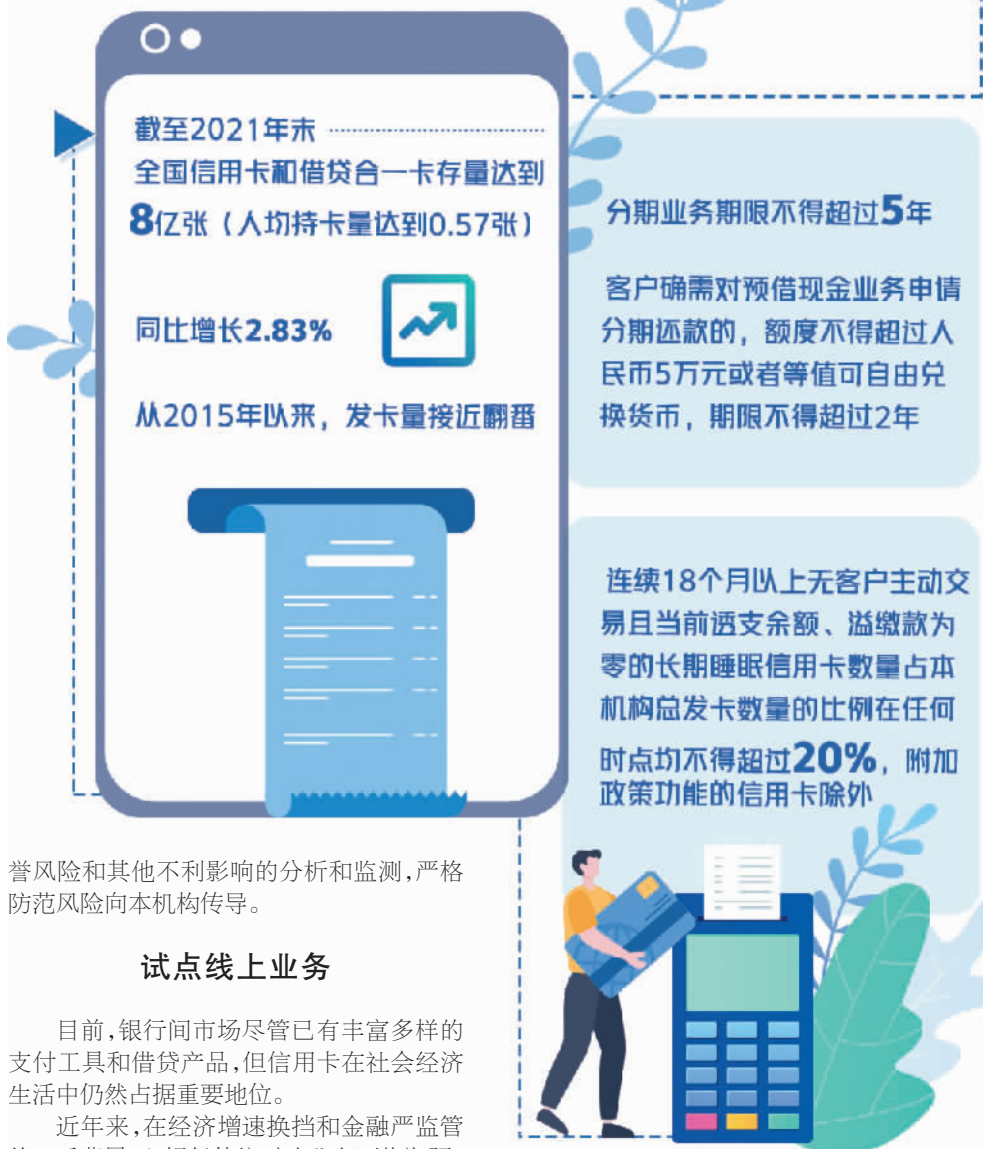 截至2021年末
全国信用卡和借贷合一卡存量达到
8亿张（人均持卡量达到0.57张）
同比增长2.83%
从2015年以来，发卡量接近翻番
分期业务期限不得超过5年
客户确需对预借现金业务申请
分期还款的，额度不得超过人
民币5万元或者等值可自由兑
换货币，期限不得超过2年
连续18个月以上无客户主动交
易且当前透支余额、溢缴款为
零的长期睡眠信用卡数量占本
机构总发卡数量的比例在任何
时点均不得超过20%，附加
政策功能的信用卡除外
誉风险和其他不利影响的分析和监测，严格
防范风险向本机构传导。
试点线上业务
目前，银行间市场尽管已有丰富多样的
支付工具和借贷产品，但信用卡在社会经济
生活中仍然占据重要地位。
近年来，在经济增速换挡和金融严监管